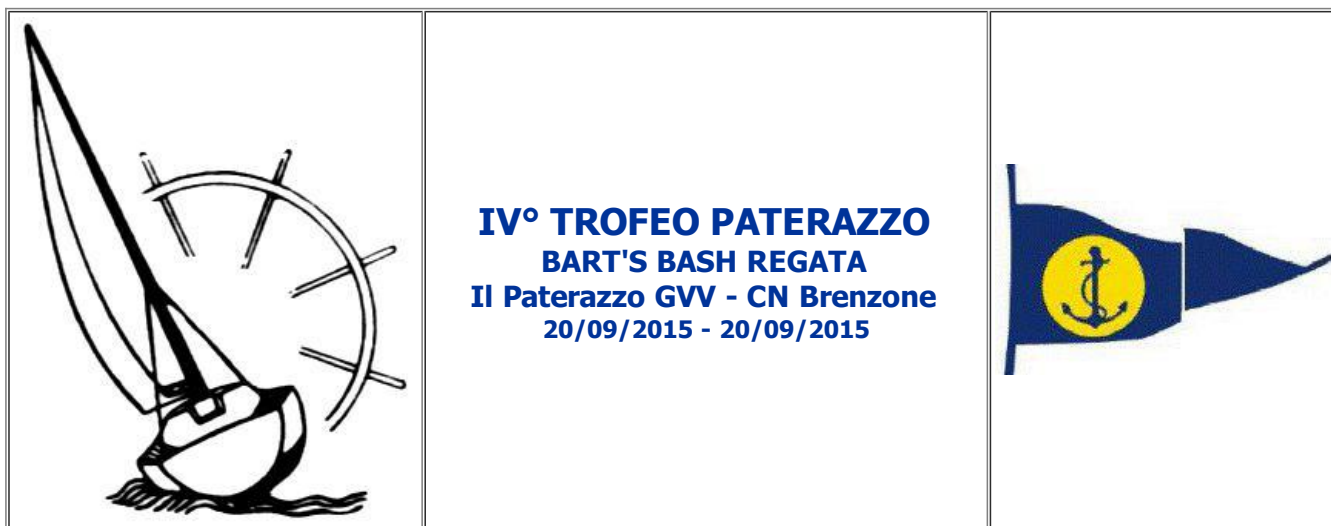 IV° TROFEO PATERAZZO
BART'S BASH REGATA
Il Paterazzo GVV - CN Brenzone
20/09/2015 - 20/09/2015